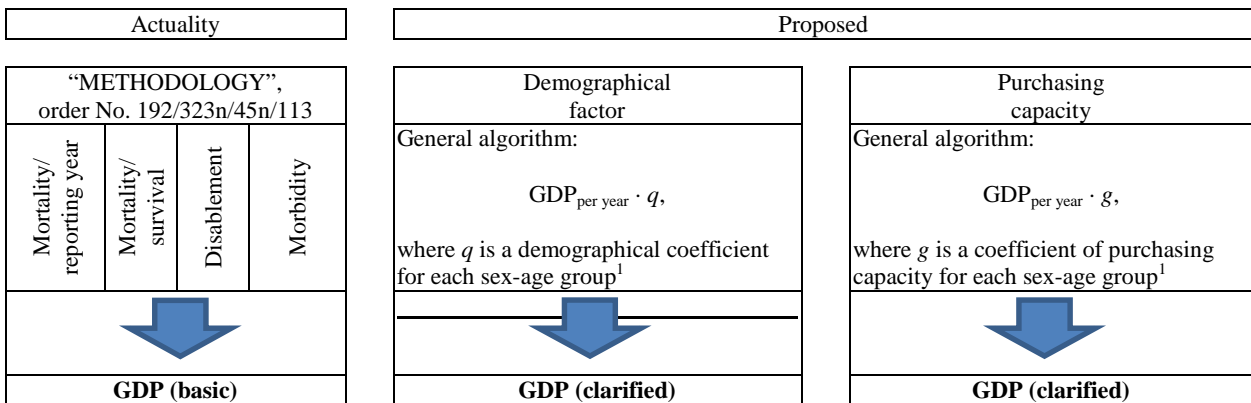 Actuality
Proposed
“METHODOLOGY”,
order No. 192/323n/45n/113
Mortality/
reporting year
Mortality/
survival
Disablement
Morbidity
GDP (basic)
Demographical
factor
General algorithm:
GDPper year · q,
where q is a demographical coefficient
for each sex-age group1
GDP (clarified)
Purchasing
capacity
General algorithm:
GDPper year · g,
where g is a coefficient of purchasing
capacity for each sex-age group1
GDP (clarified)